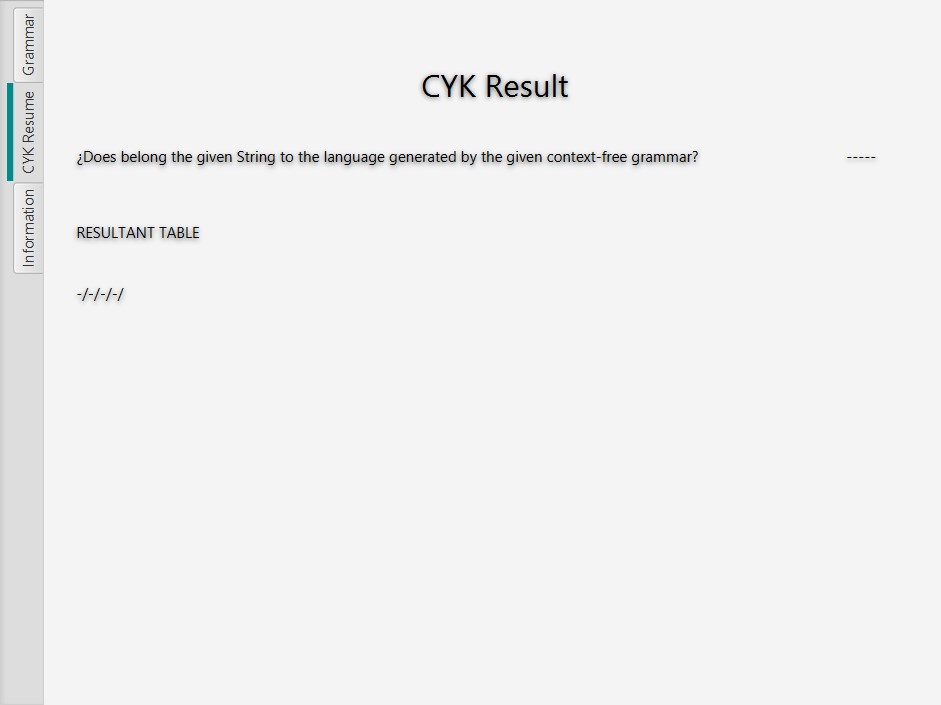 Grammar
CYK Resume
Information
CYK Result
¿Does belong the given String to the language generated by the given context-free grammar? -----
RESULTANT TABLE
-/-/-/-/